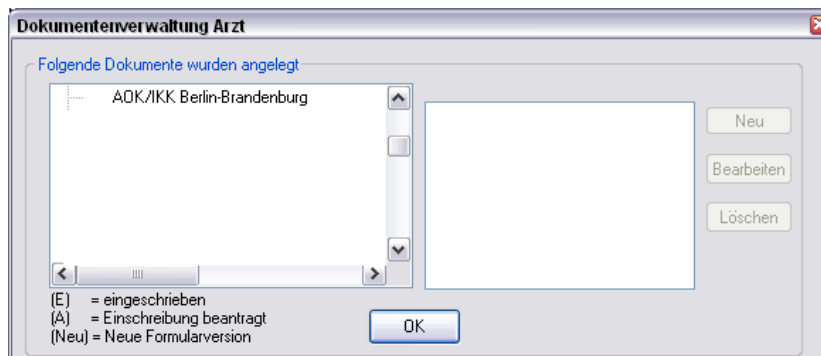 Dokumentenverwaltung Arzt
Folgende Dokumente wurden angelegt
AOK/IKK Berlin-Brandenburg
Neu
Bearbeiten
Löschen
(E) = eingeschrieben
(A) = Einschreibung beantragt
(Neu) = Neue Formularversion
OK